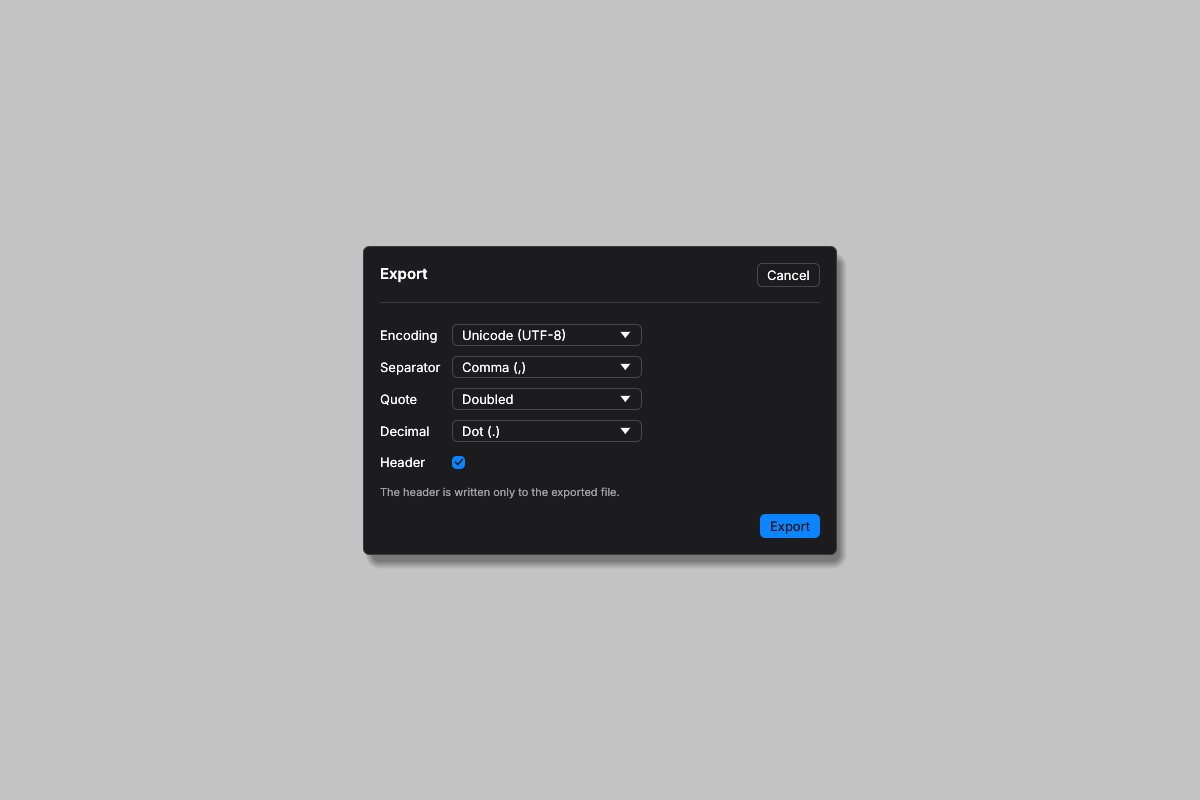 Export
Cancel
Encoding Unicode (UTF-8)
Separator Comma (,)
Quote Doubled
Decimal Dot (.)
Header
The header is written only to the exported file.
Export